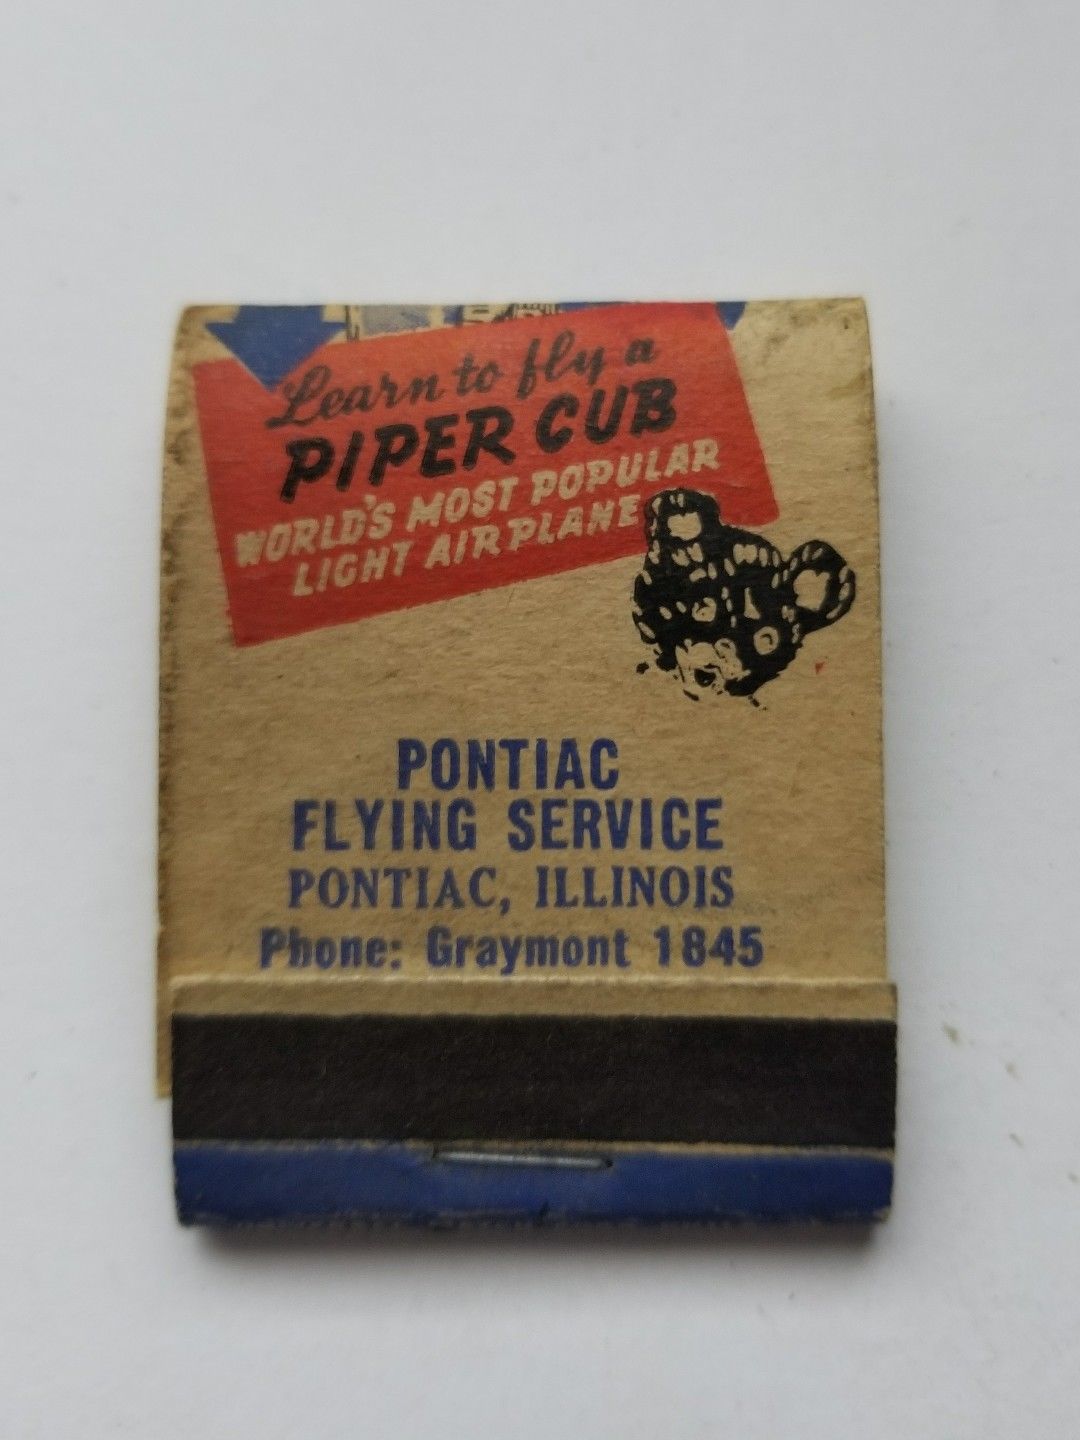 Learn to fly a
PIPER CUB
WORLD'S MOST POPULAR
LIGHT AIRPLANE
PONTIAC
FLYING SERVICE
PONTIAC, ILLINOIS
Phone: Graymont 1845